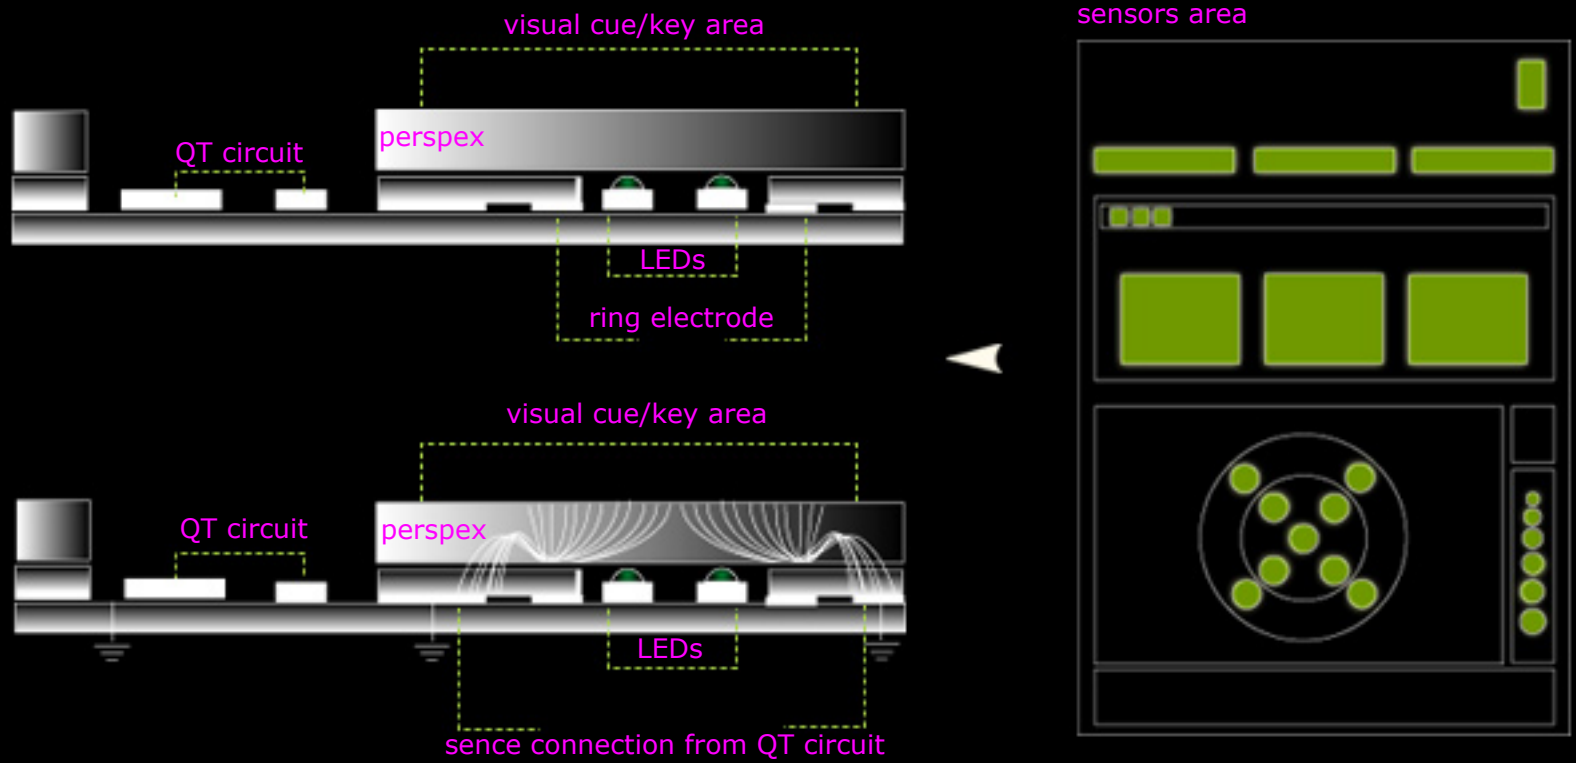 visual cue/key area
sensors area
perspex
QT circuit
LEDs
ring electrode
visual cue/key area
perspex
QT circuit
LEDs
sence connection from QT circuit